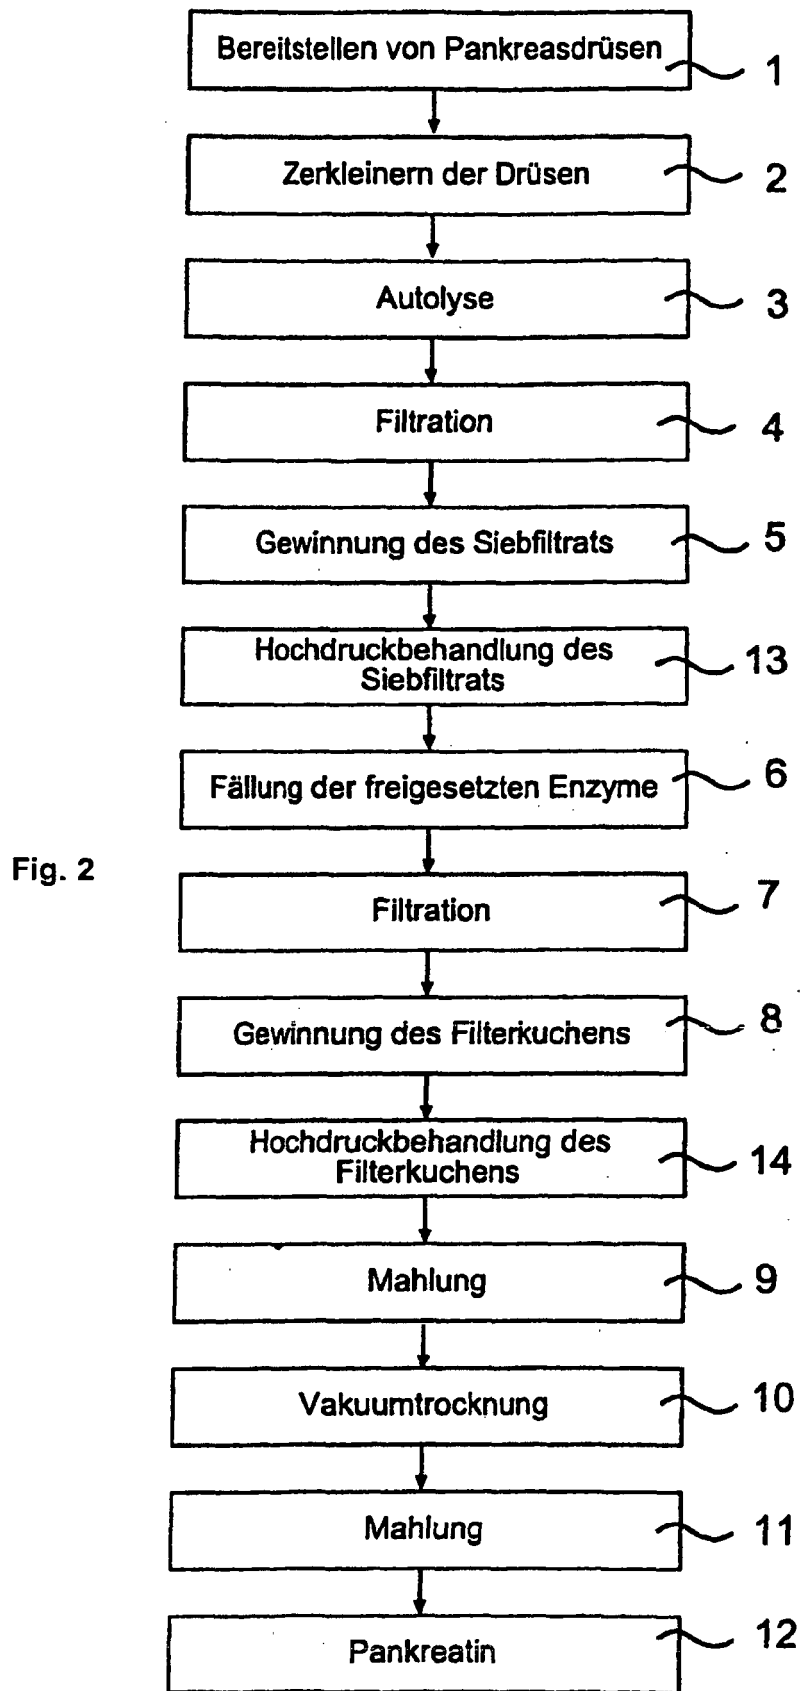 Bereitstellen von Pankreasdrüsen
1
Zerkleinern der Drüsen
2
Autolyse
3
Filtration
4
Gewinnung des Siebfiltrats
5
Hochdruckbehandlung des
Siebfiltrats
13
Fällung der freigesetzten Enzyme
6
Fig. 2
Filtration
7
Gewinnung des Filterkuchens
8
Hochdruckbehandlung des
Filterkuchens
14
Mahlung
9
Vakuumtrocknung
10
Mahlung
11
Pankreatin
12